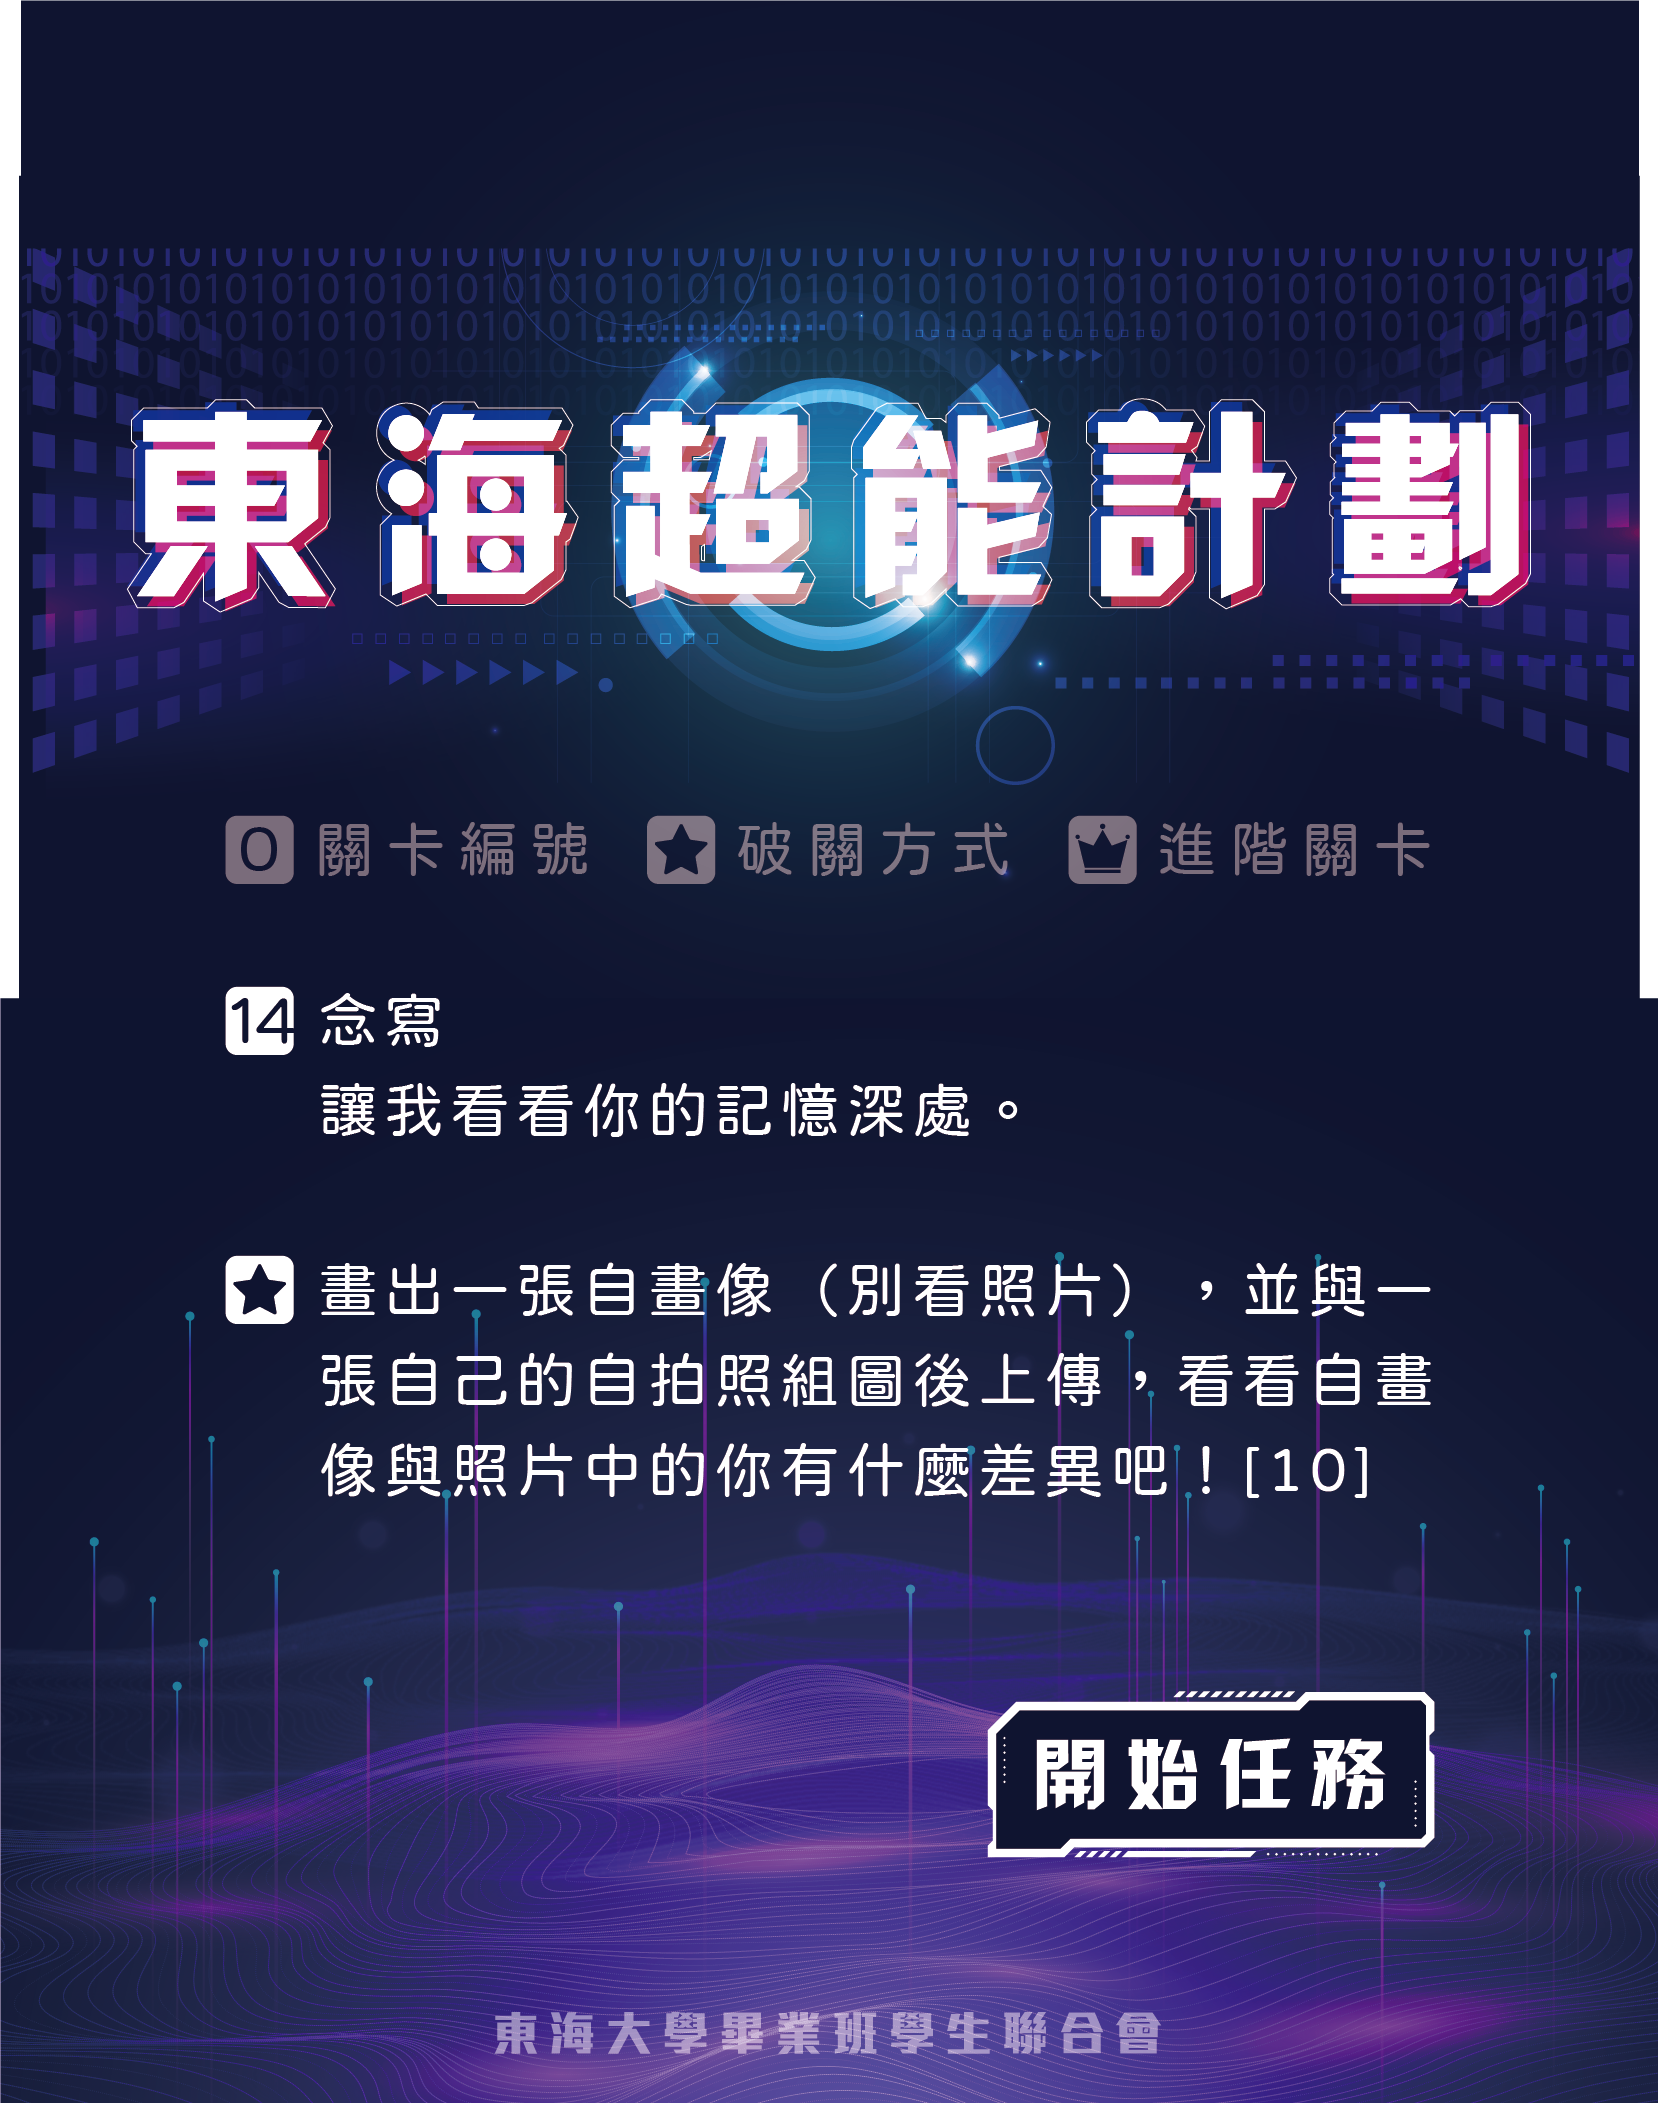 東海超能計劃
0 關卡編號 破關方式 進階關卡
14 念寫
讓我看看你的記憶深處。
畫出一張自畫像（別看照片），並與一
張自己的自拍照組圖後上傳，看看自畫
像與照片中的你有什麼差異吧！[10]
開始任務
東海大學畢業班學生聯合會